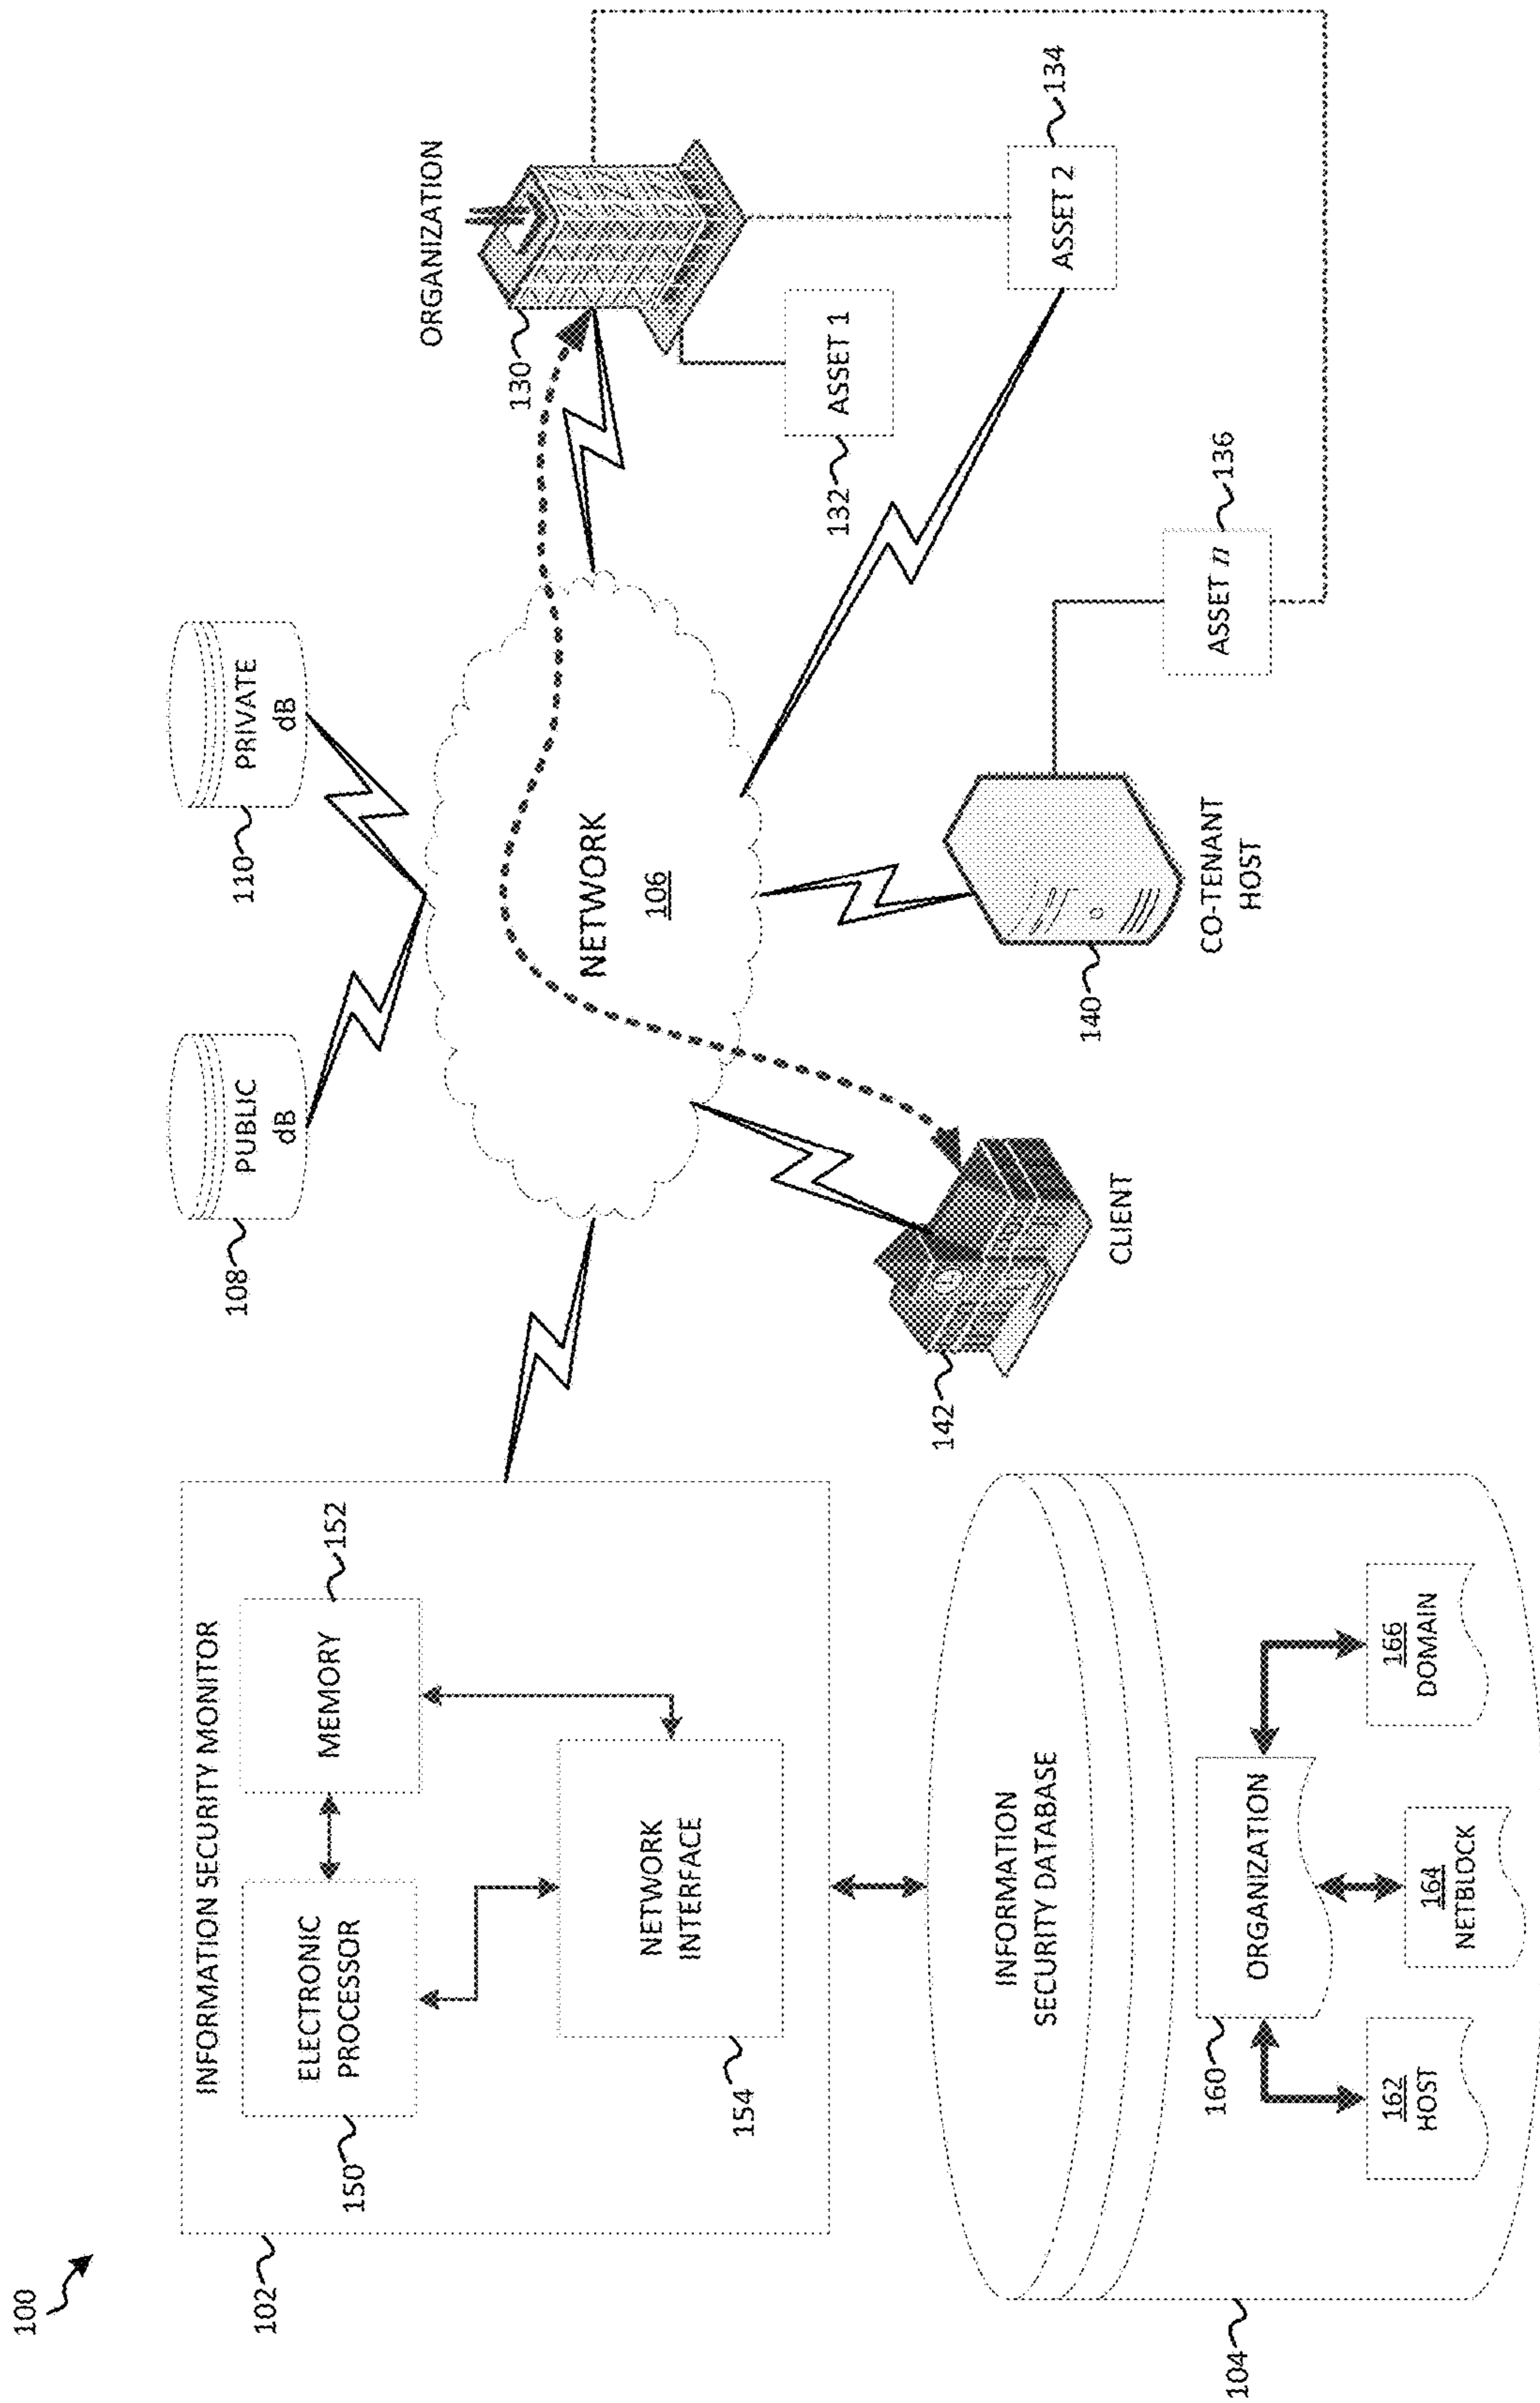 100
102
INFORMATION SECURITY MONITOR
150
ELECTRONIC
PROCESSOR
MEMORY
152
NETWORK
INTERFACE
154
104
INFORMATION
SECURITY DATABASE
160
ORGANIZATION
162
HOST
164
NETBLOCK
166
DOMAIN
108
PUBLIC
dB
110
PRIVATE
dB
NETWORK
106
142
CLIENT
140
CO-TENANT
HOST
ORGANIZATION
130
132
ASSET 1
ASSET 2
134
ASSET n
136